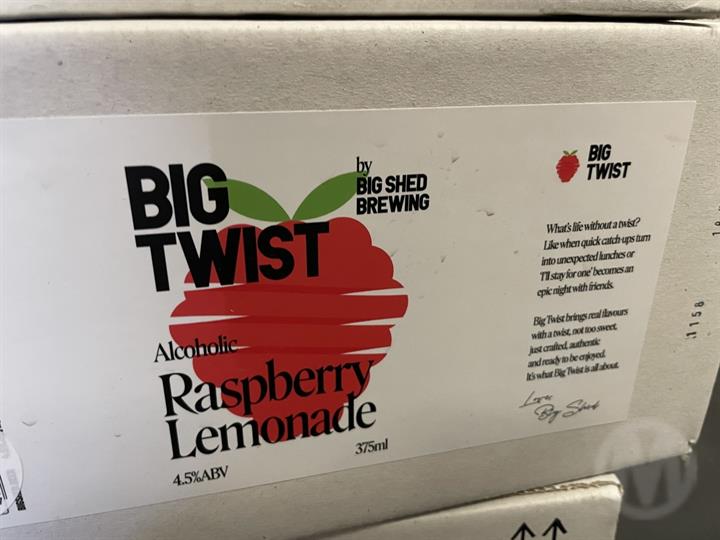 BIG
TWIST
by
BIG SHED
BREWING
Alcoholic
Raspberry
Lemonade
4.5%ABV
375ml
BIG
TWIST
What's life without a twist?
Like when quick catch-ups turn
into unexpected lunches or
'I'll stay for one' becomes an
epic night with friends.
Big Twist brings real flavours
with a twist, not too sweet,
just crafted, authentic
and ready to be enjoyed.
It's what Big Twist is all about.
Love,
Big Shed
1158
M